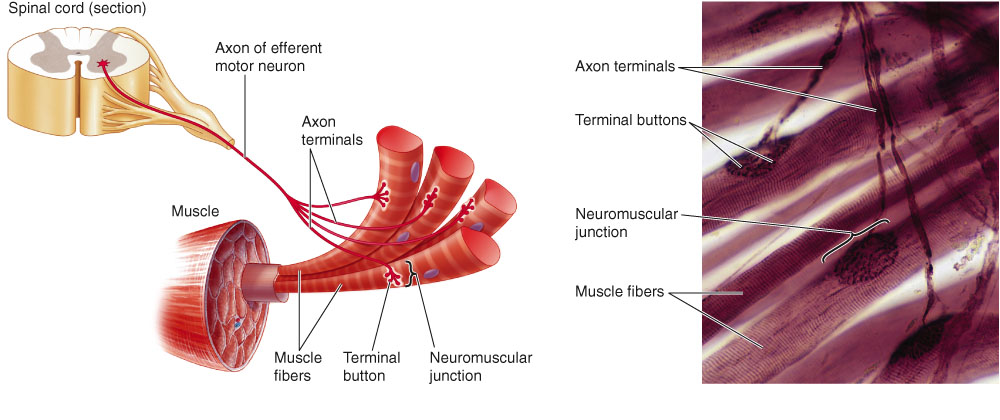 Spinal cord (section)
Axon of efferent
motor neuron
Axon
terminals
Muscle
Muscle
fibers
Terminal
button
Neuromuscular
junction
Axon terminals
Terminal buttons
Neuromuscular
junction
Muscle fibers